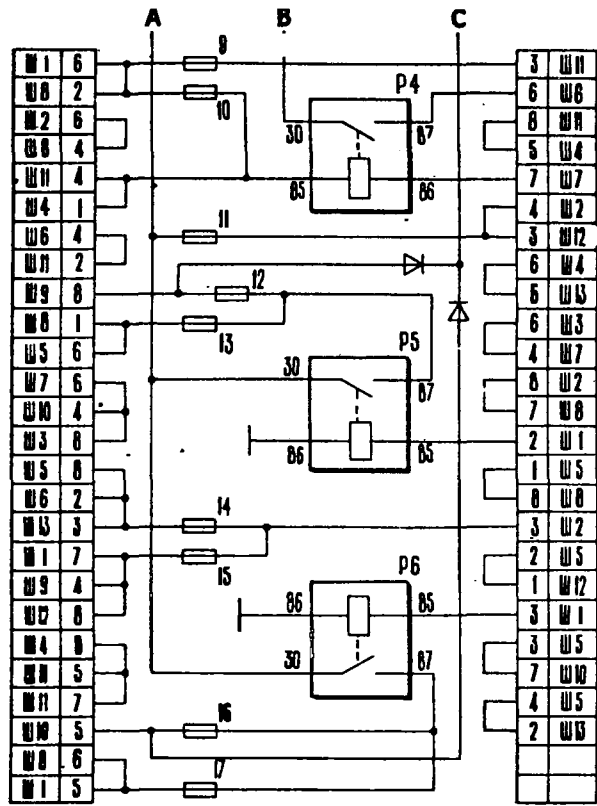 А В С
Ш1 6
Ш8 2
Ш2 6
4
Ш11 4
Ш4 1
Ш6 4
Ш11 2
Ш9 8
Ш8 1
Ш5 6
Ш7 6
Ш10 4
Ш3 8
Ш5 8
Ш6 2
Ш13 3
Ш1 7
Ш9 4
Ш12 8
Ш4
5
Ш11 7
Ш10 5
Ш8 6
Ш1 5
9
10
Р4
30 87
85 86
11
12
13
Р5
30 87
86 85
14
15
Р6
86 85
30 87
16
17
3 Ш11
6 Ш6
8 Ш11
5 Ш4
7 Ш7
4 Ш2
3 Ш12
6 Ш4
5 Ш13
6 Ш3
4 Ш7
8 Ш2
7 Ш8
2 Ш1
1 Ш5
8 Ш8
3 Ш2
2 Ш5
1 Ш12
3 Ш1
3 Ш5
7 Ш10
4 Ш5
2 Ш13